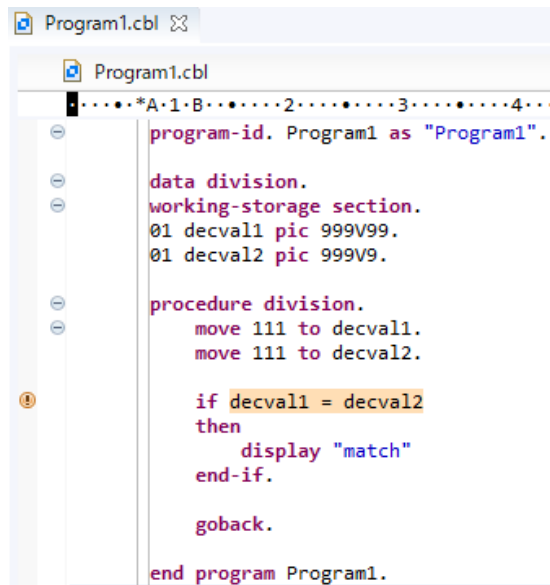 Program1.cbl
Program1.cbl
····•·*A·1·B··•····2····•····3····•····4···
program-id. Program1 as "Program1".
data division.
working-storage section.
01 decval1 pic 999V99.
01 decval2 pic 999V9.
procedure division.
move 111 to decval1.
move 111 to decval2.
if decval1 = decval2
then
display "match"
end-if.
goback.
end program Program1.